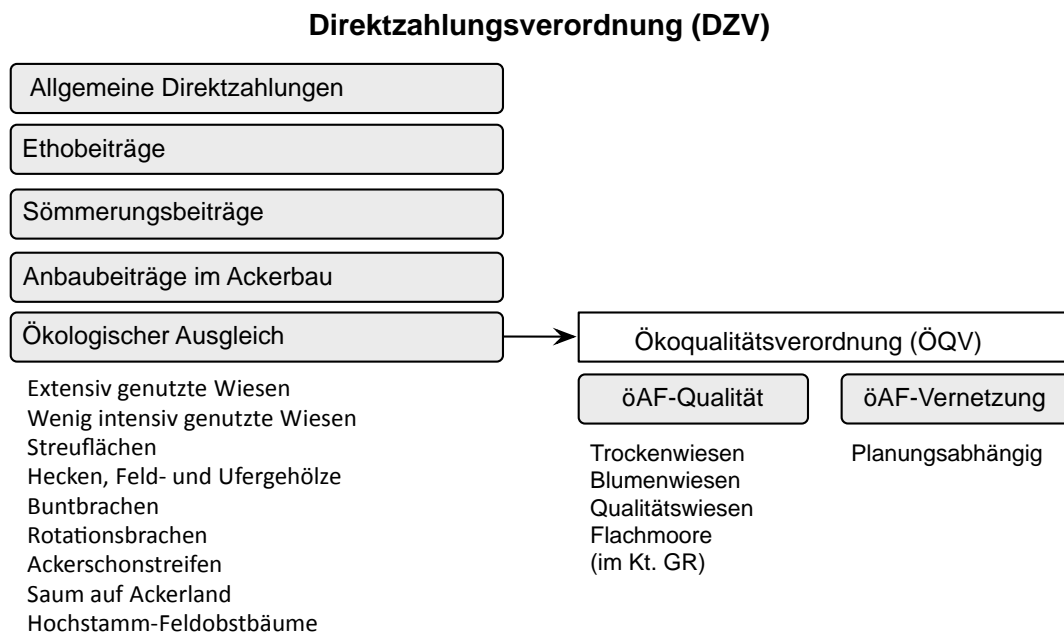 Direktzahlungsverordnung (DZV)
Allgemeine Direktzahlungen
Ethobeiträge
Sömmerungsbeiträge
Anbaubeiträge im Ackerbau
Ökologischer Ausgleich
Extensiv genutzte Wiesen
Wenig intensiv genutzte Wiesen
Streuflächen
Hecken, Feld- und Ufergehölze
Buntbrachen
Rotationsbrachen
Ackerschonstreifen
Saum auf Ackerland
Hochstamm-Feldobstbäume
Ökoqualitätsverordnung (ÖQV)
öAF-Qualität
Trockenwiesen
Blumenwiesen
Qualitätswiesen
Flachmoore
(im Kt. GR)
öAF-Vernetzung
Planungsabhängig